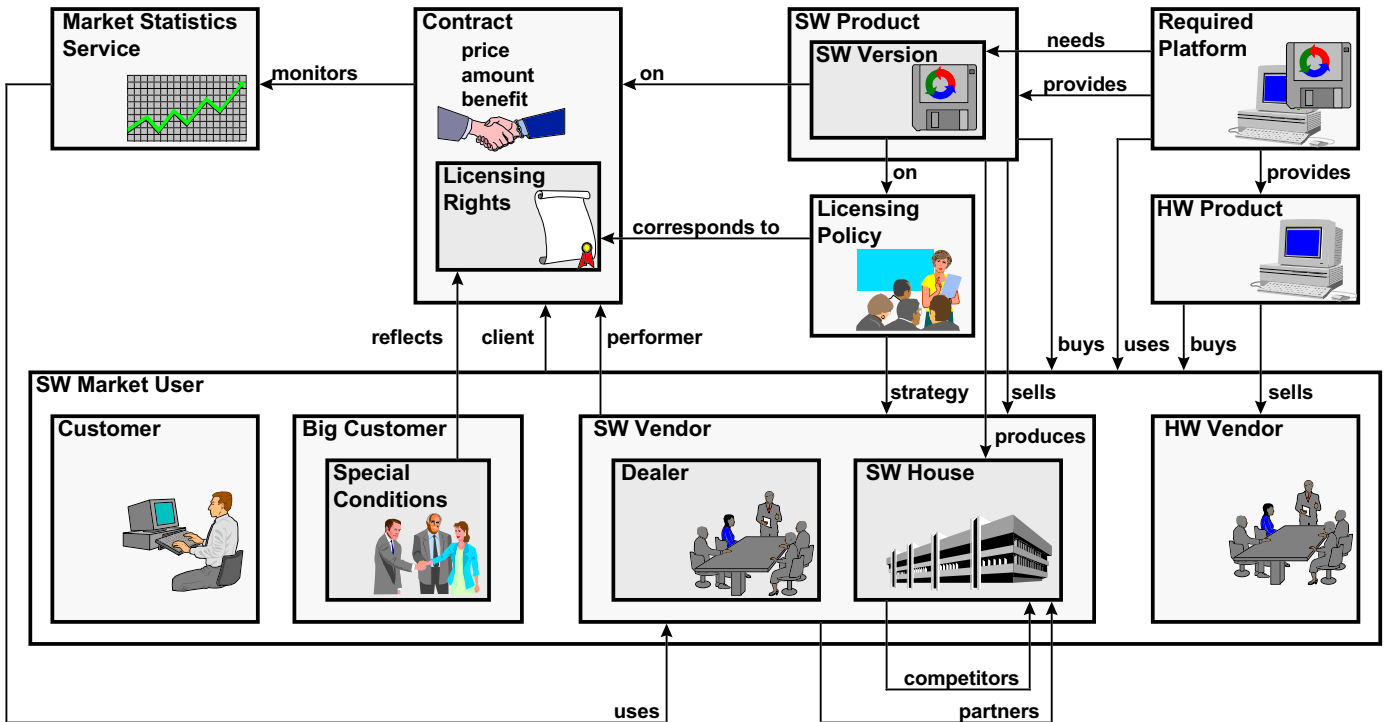 Market Statistics
Service
Contract
price
amount
benefit
Licensing
Rights
SW Product
SW Version
Required
Platform
needs
provides
monitors
on
on
provides
Licensing
Policy
HW Product
corresponds to
reflects
client
performer
buys
uses
buys
SW Market User
strategy
sells
sells
Customer
Big Customer
Special
Conditions
SW Vendor
Dealer
produces
SW House
HW Vendor
competitors
uses
partners